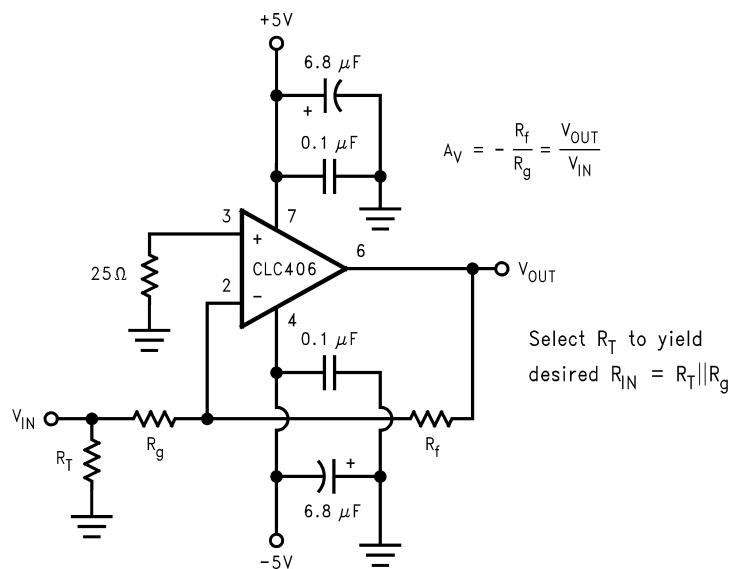 +5V
6.8 µF
+
0.1 µF
A_V = - R_f / R_g = V_OUT / V_IN
3
7
+
6
25Ω
CLC406
V_OUT
2
−
4
0.1 µF
Select R_T to yield
desired R_IN = R_T||R_g
V_IN
R_g
R_f
R_T
+
6.8 µF
−5V